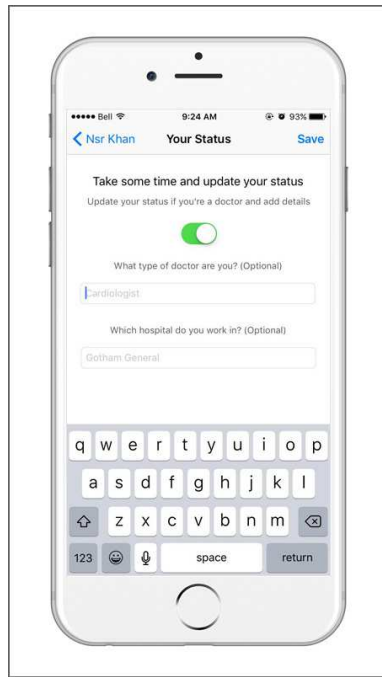 Bell 9:24 AM 93%
Nsr Khan Your Status Save
Take some time and update your status
Update your status if you're a doctor and add details
What type of doctor are you? (Optional)
Cardiologist
Which hospital do you work in? (Optional)
Gotham General
q w e r t y u i o p
a s d f g h j k l
z x c v b n m
123 space return